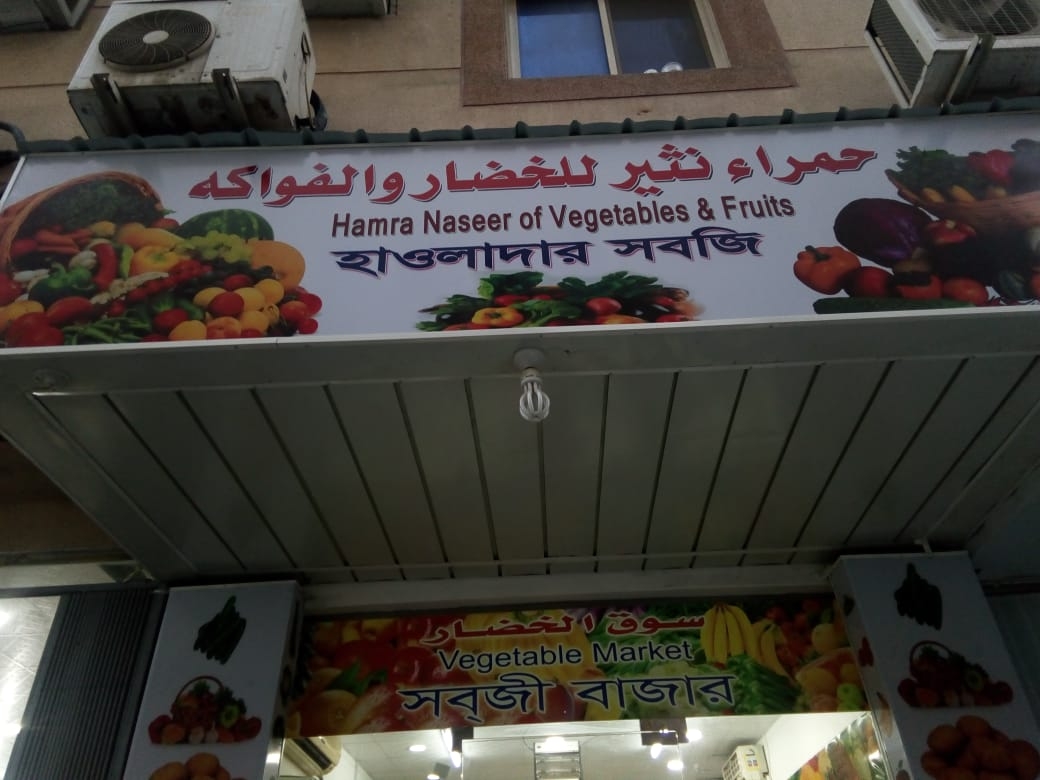 حمراء نثير للخضار والفواكه
Hamra Naseer of Vegetables & Fruits
হাওলাদার সবজি
سوق الخضار
Vegetable Market
সব্জী বাজার